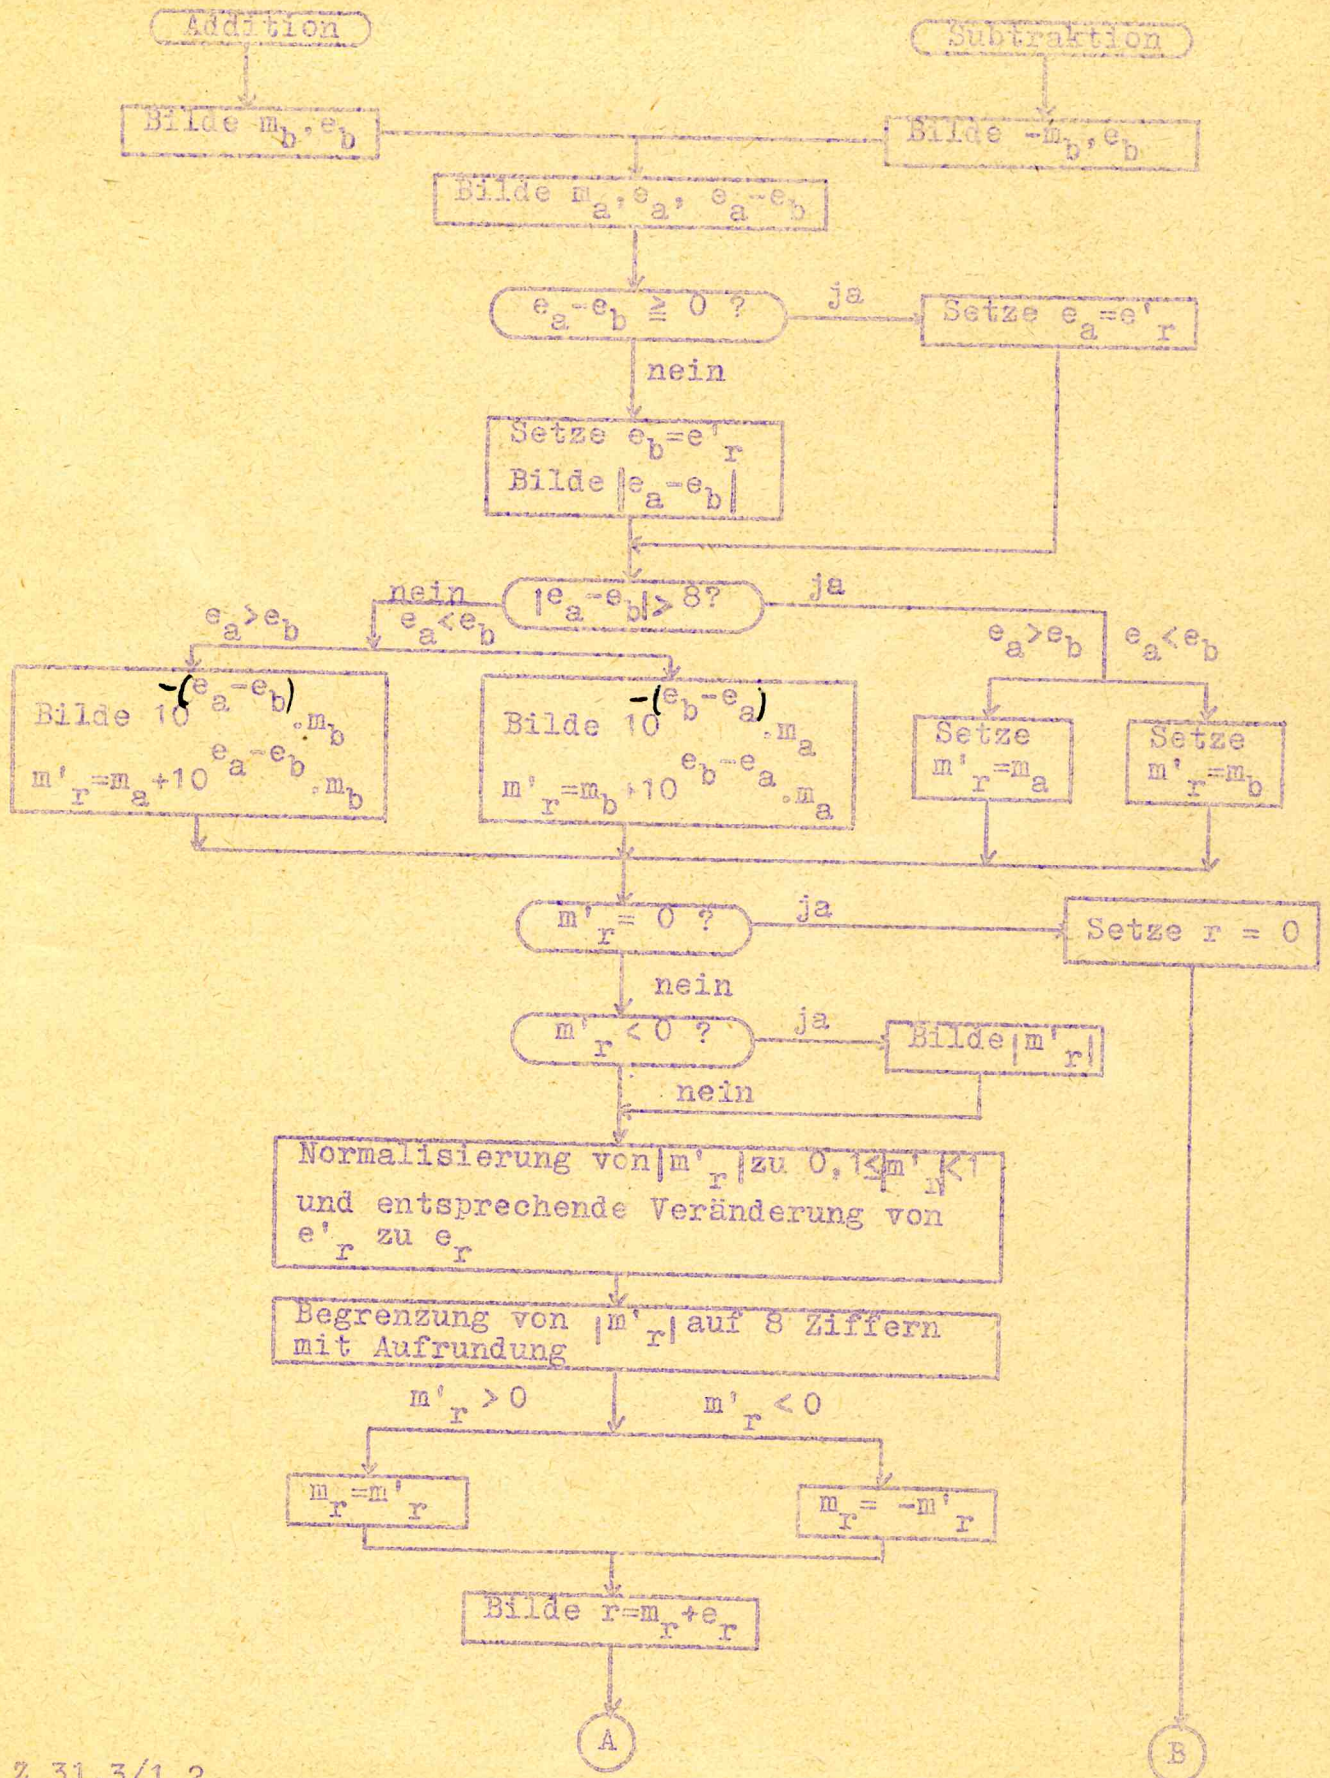 Addition
Subtraktion
Bilde m_b, e_b
Bilde -m_b, e_b
Bilde m_a, e_a, e_a-e_b
e_a-e_b ≧ 0 ?
ja
Setze e_a=e'_r
nein
Setze e_b=e'_r
Bilde |e_a-e_b|
|e_a-e_b|> 8?
nein
ja
e_a>e_b
e_a<e_b
e_a>e_b
e_a<e_b
Bilde 10^-(e_a-e_b).m_b
m'_r=m_a+10^e_a-e_b.m_b
Bilde 10^-(e_b-e_a).m_a
m'_r=m_b+10^e_b-e_a.m_a
Setze
m'_r=m_a
Setze
m'_r=m_b
m'_r= 0 ?
ja
Setze r = 0
nein
m'_r < 0 ?
ja
Bilde|m'_r|
nein
Normalisierung von|m'_r|zu 0,1≤|m'_r|<1
und entsprechende Veränderung von
e'_r zu e_r
Begrenzung von |m'_r| auf 8 Ziffern
mit Aufrundung
m'_r > 0
m'_r < 0
m_r=m'_r
m_r= -m'_r
Bilde r=m_r+e_r
A
B
Z 31 3/1 2